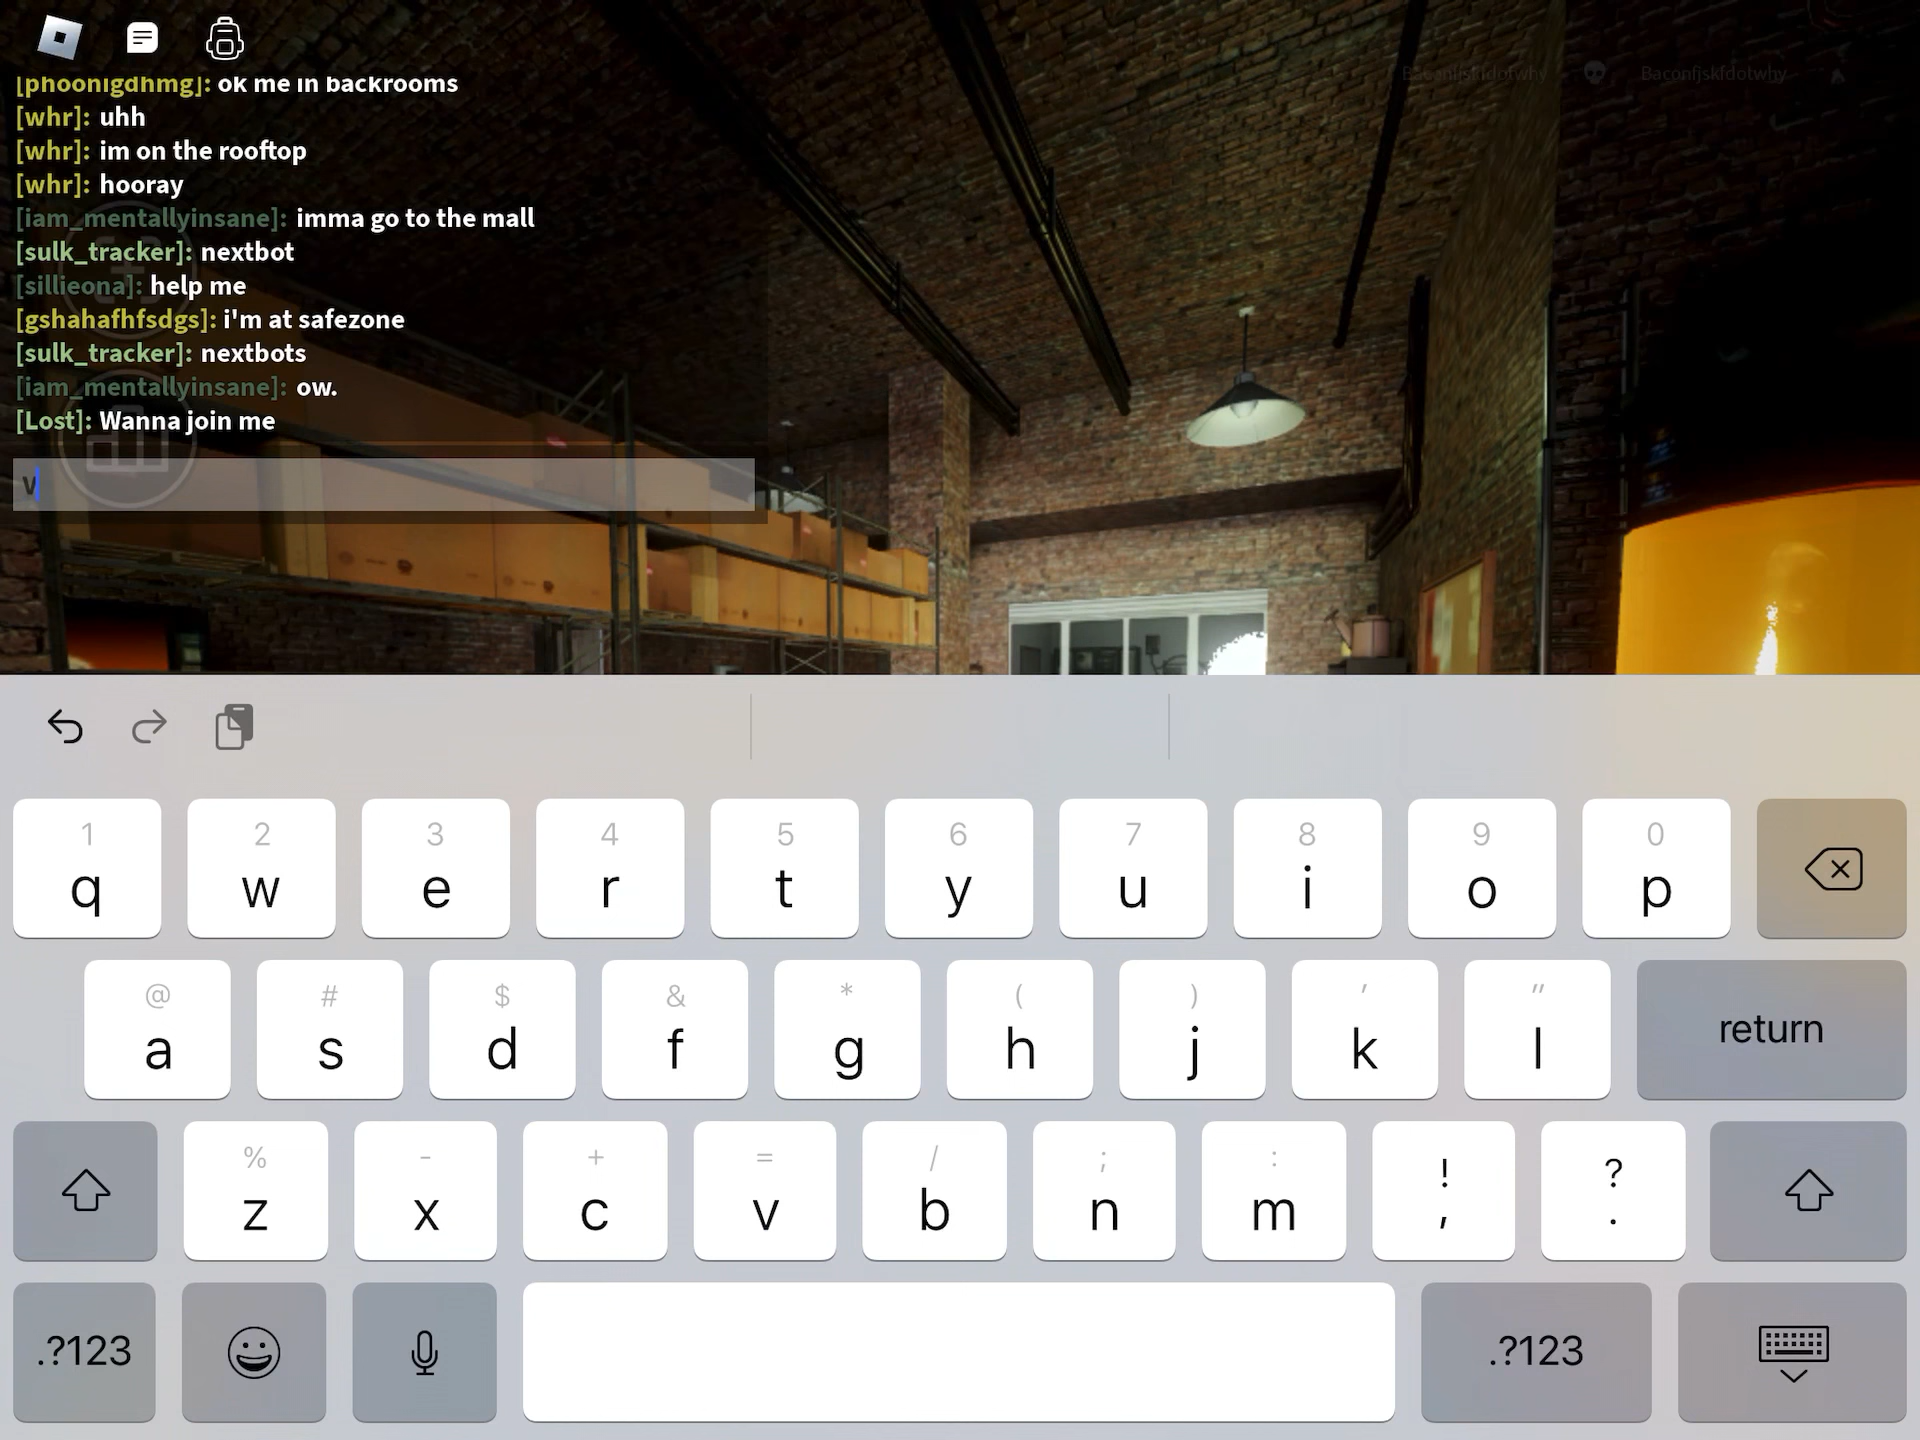 [phoonigdhmg]: ok me in backrooms
[whr]: uhh
[whr]: im on the rooftop
[whr]: hooray
[iam_mentallyinsane]: imma go to the mall
[sulk_tracker]: nextbot
[sillieona]: help me
[gshahafhfsdgs]: i'm at safezone
[sulk_tracker]: nextbots
[iam_mentallyinsane]: ow.
[Lost]: Wanna join me
v
Baconfjskfdotwhy Baconfjskfdotwhy
1 2 3 4 5 6 7 8 9 0
q w e r t y u i o p
@ # $ & * ( ) ' "
a s d f g h j k l return
% - + = / ; : ! ?
z x c v b n m , .
.?123 .?123